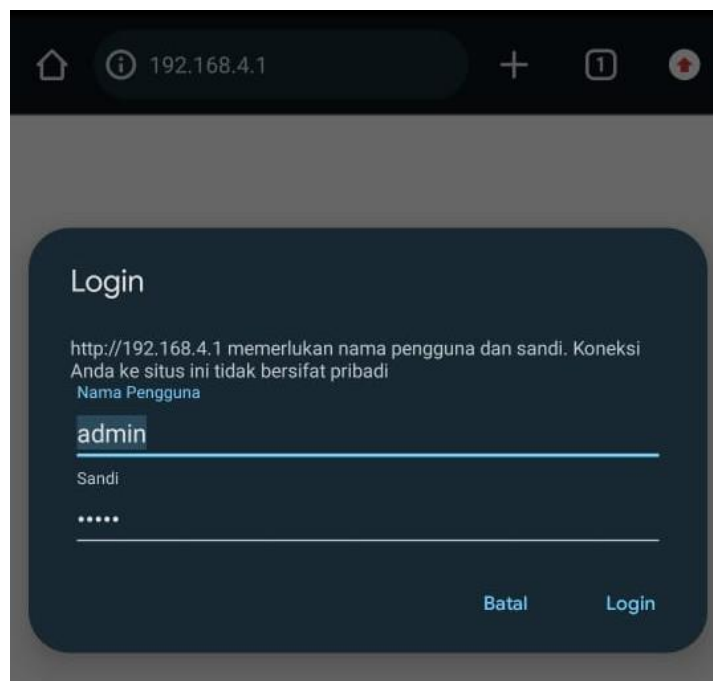 192.168.4.1
1
Login
http://192.168.4.1 memerlukan nama pengguna dan sandi. Koneksi
Anda ke situs ini tidak bersifat pribadi
Nama Pengguna
admin
Sandi
•••••
Batal Login